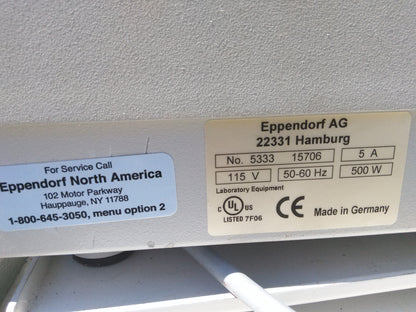 For Service Call
Eppendorf North America
102 Motor Parkway
Hauppauge, NY 11788
1-800-645-3050, menu option 2
Eppendorf AG
22331 Hamburg
No. 5333 15706 5 A
115 V 50-60 Hz 500 W
Laboratory Equipment
C UL US
LISTED 7F06
CE Made in Germany